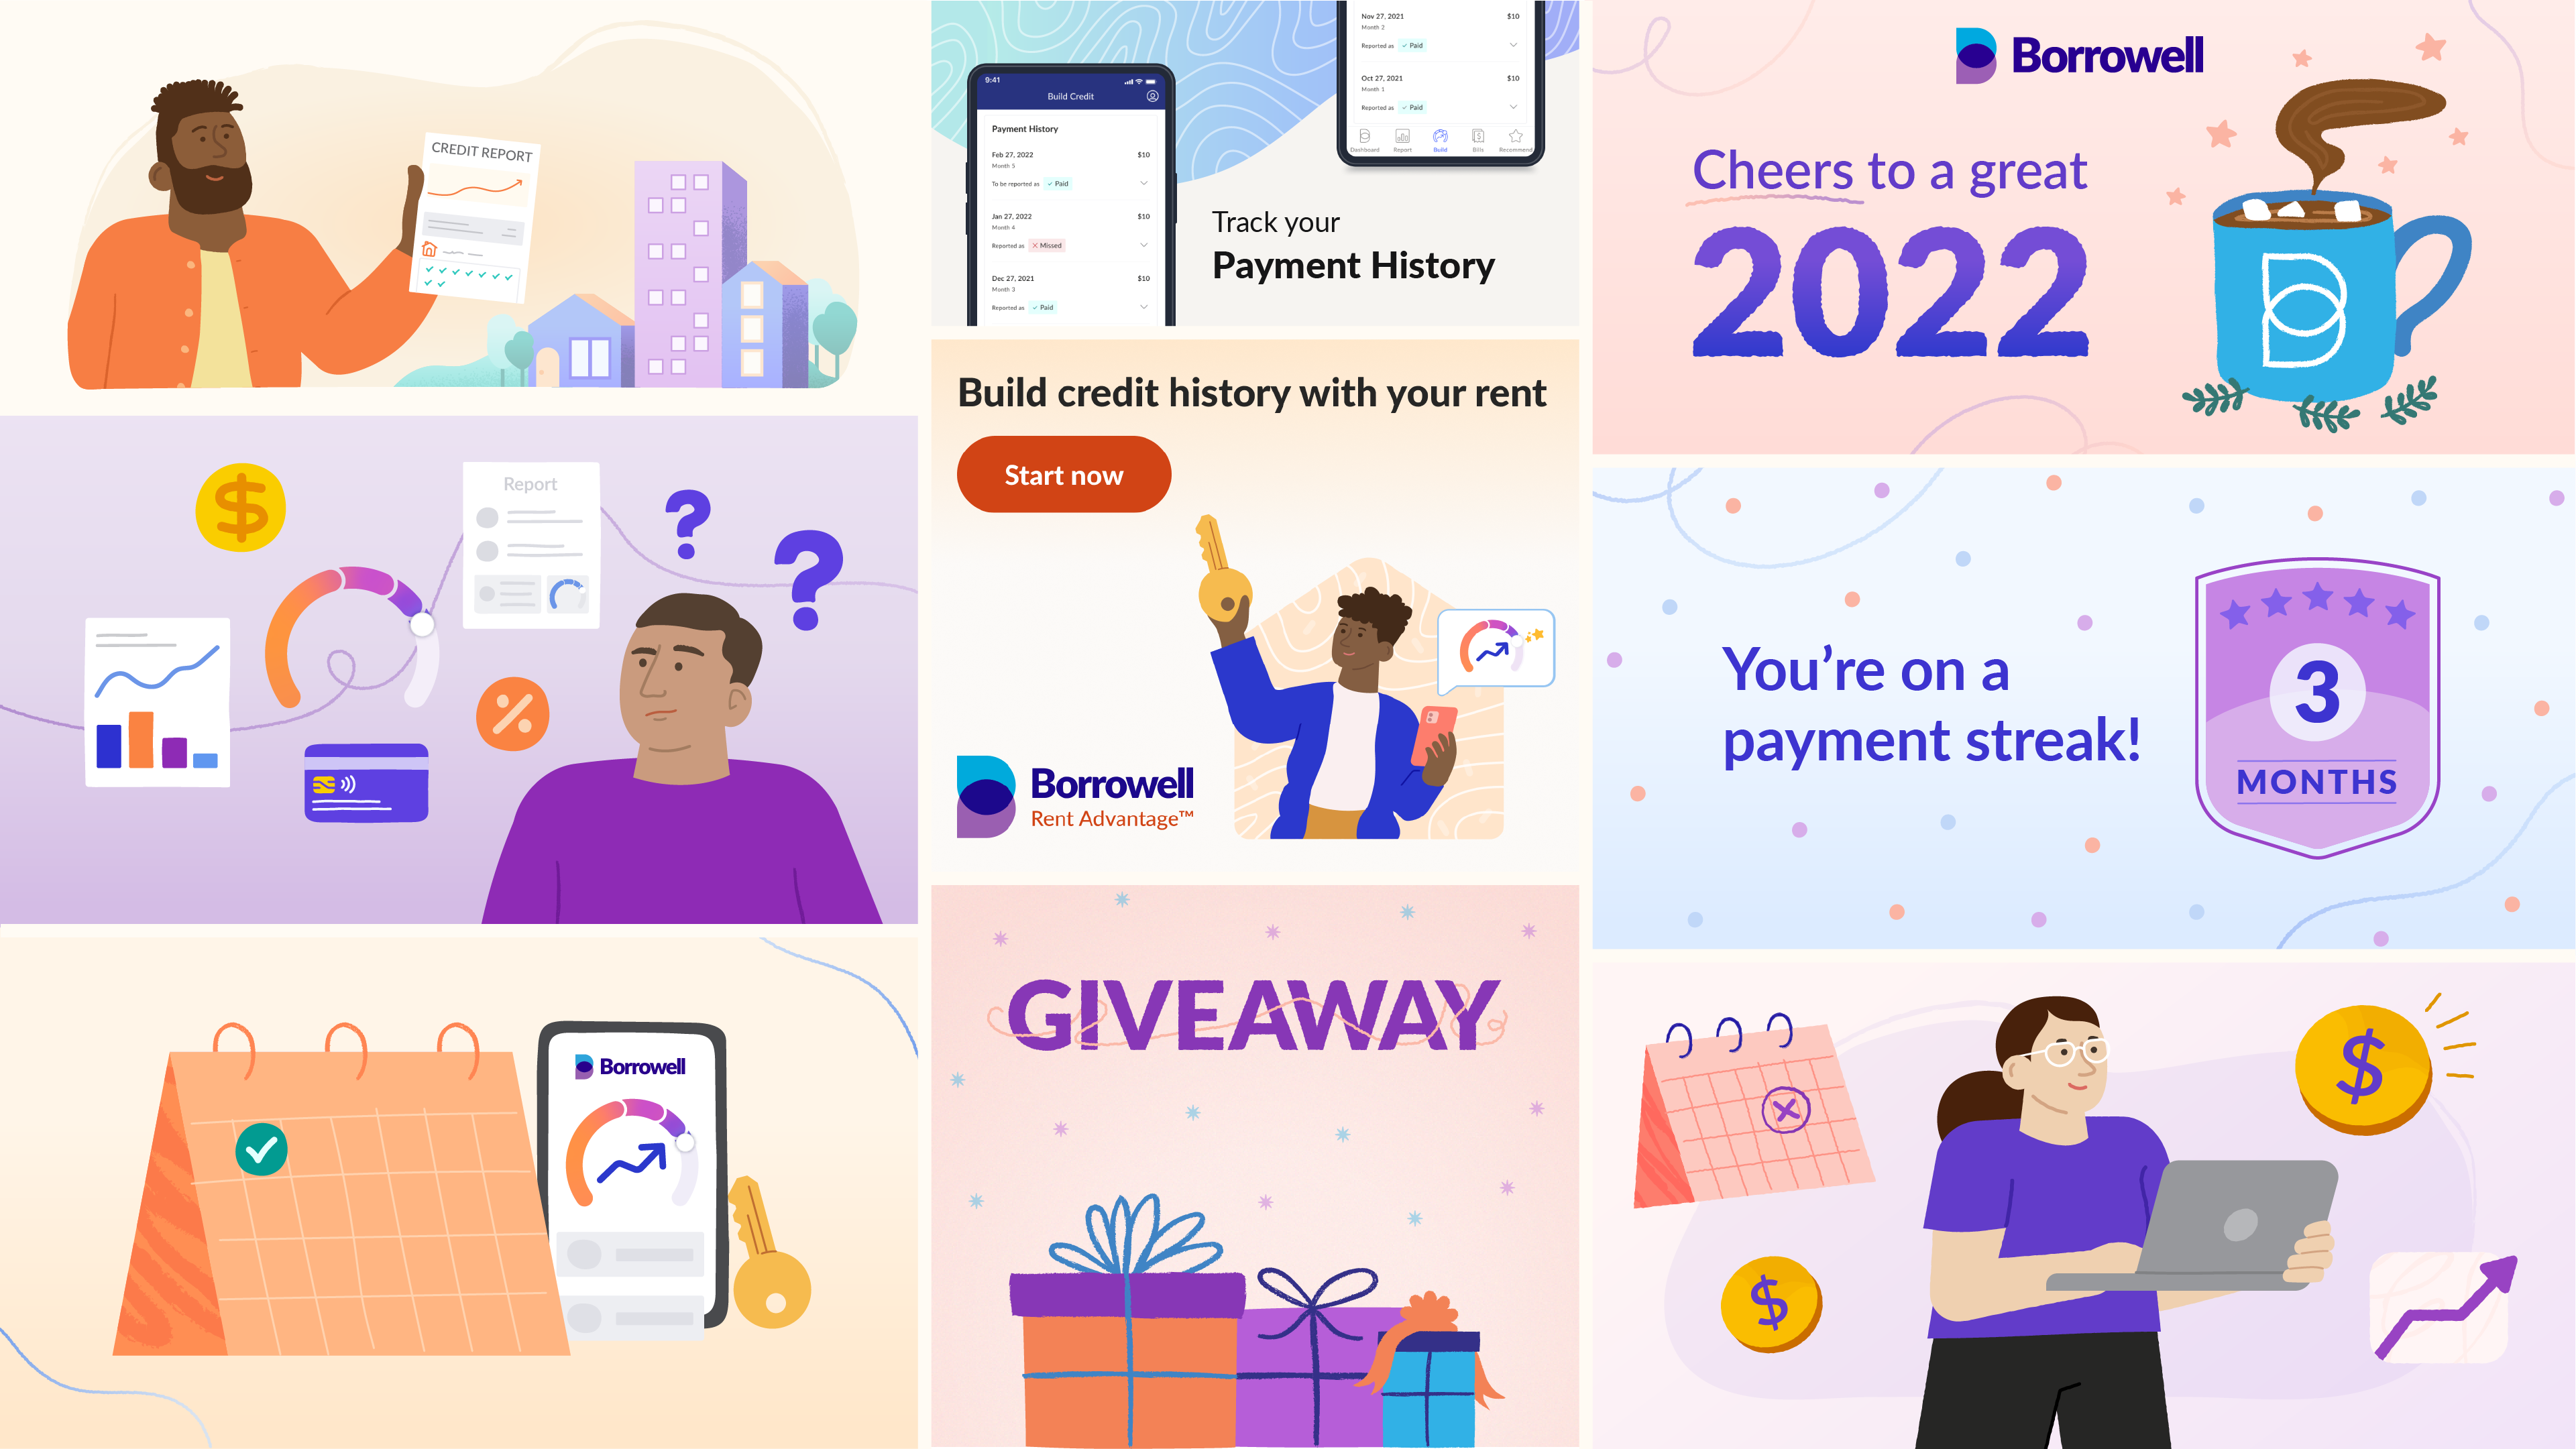 CREDIT REPORT
$
Report
?
?
%
Borrowell
9:41
Build Credit
Payment History
Feb 27, 2022 $10
Month 5
To be reported as ✓ Paid
Jan 27, 2022 $10
Month 4
Reported as ✕ Missed
Dec 27, 2021 $10
Month 3
Reported as ✓ Paid
Nov 27, 2021 $10
Month 2
Reported as ✓ Paid
Oct 27, 2021 $10
Month 1
Reported as ✓ Paid
Dashboard Report Build Bills Recommend
Track your
Payment History
Build credit history with your rent
Start now
Borrowell
Rent Advantage™
GIVEAWAY
Borrowell
Cheers to a great
2022
You're on a
payment streak!
3
MONTHS
$
$